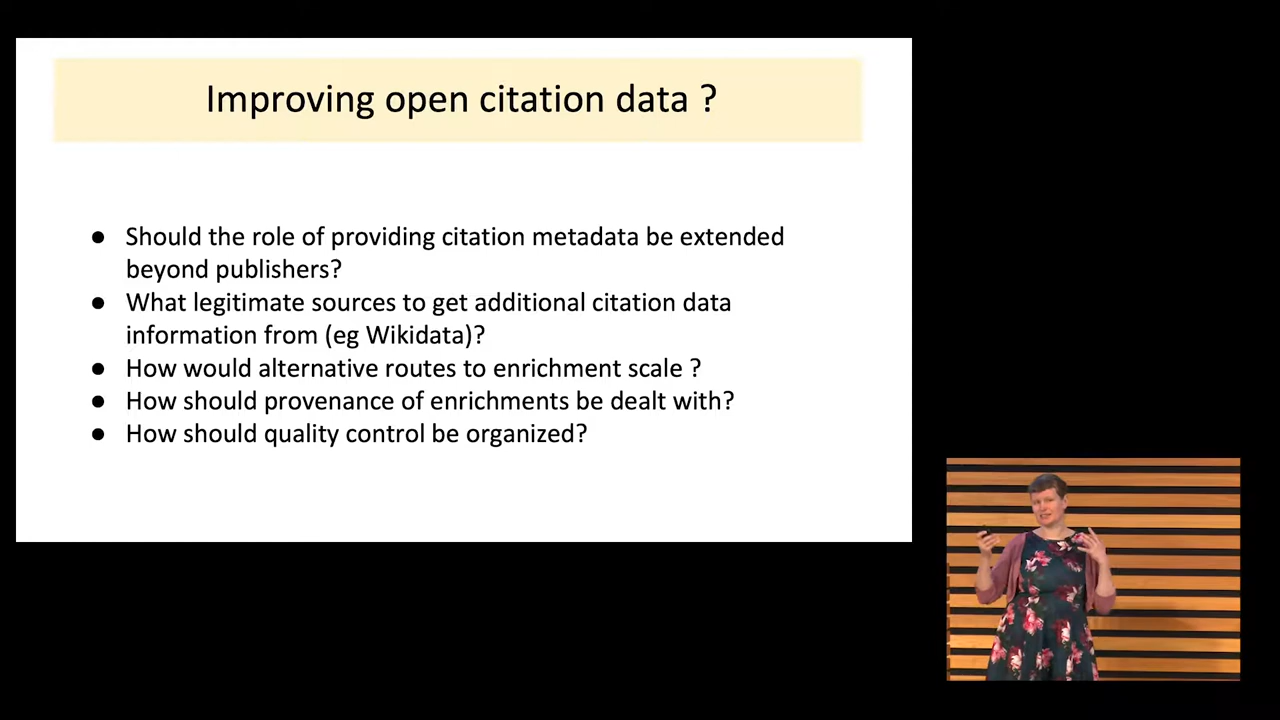 Improving open citation data ?
● Should the role of providing citation metadata be extended
beyond publishers?
● What legitimate sources to get additional citation data
information from (eg Wikidata)?
● How would alternative routes to enrichment scale ?
● How should provenance of enrichments be dealt with?
● How should quality control be organized?